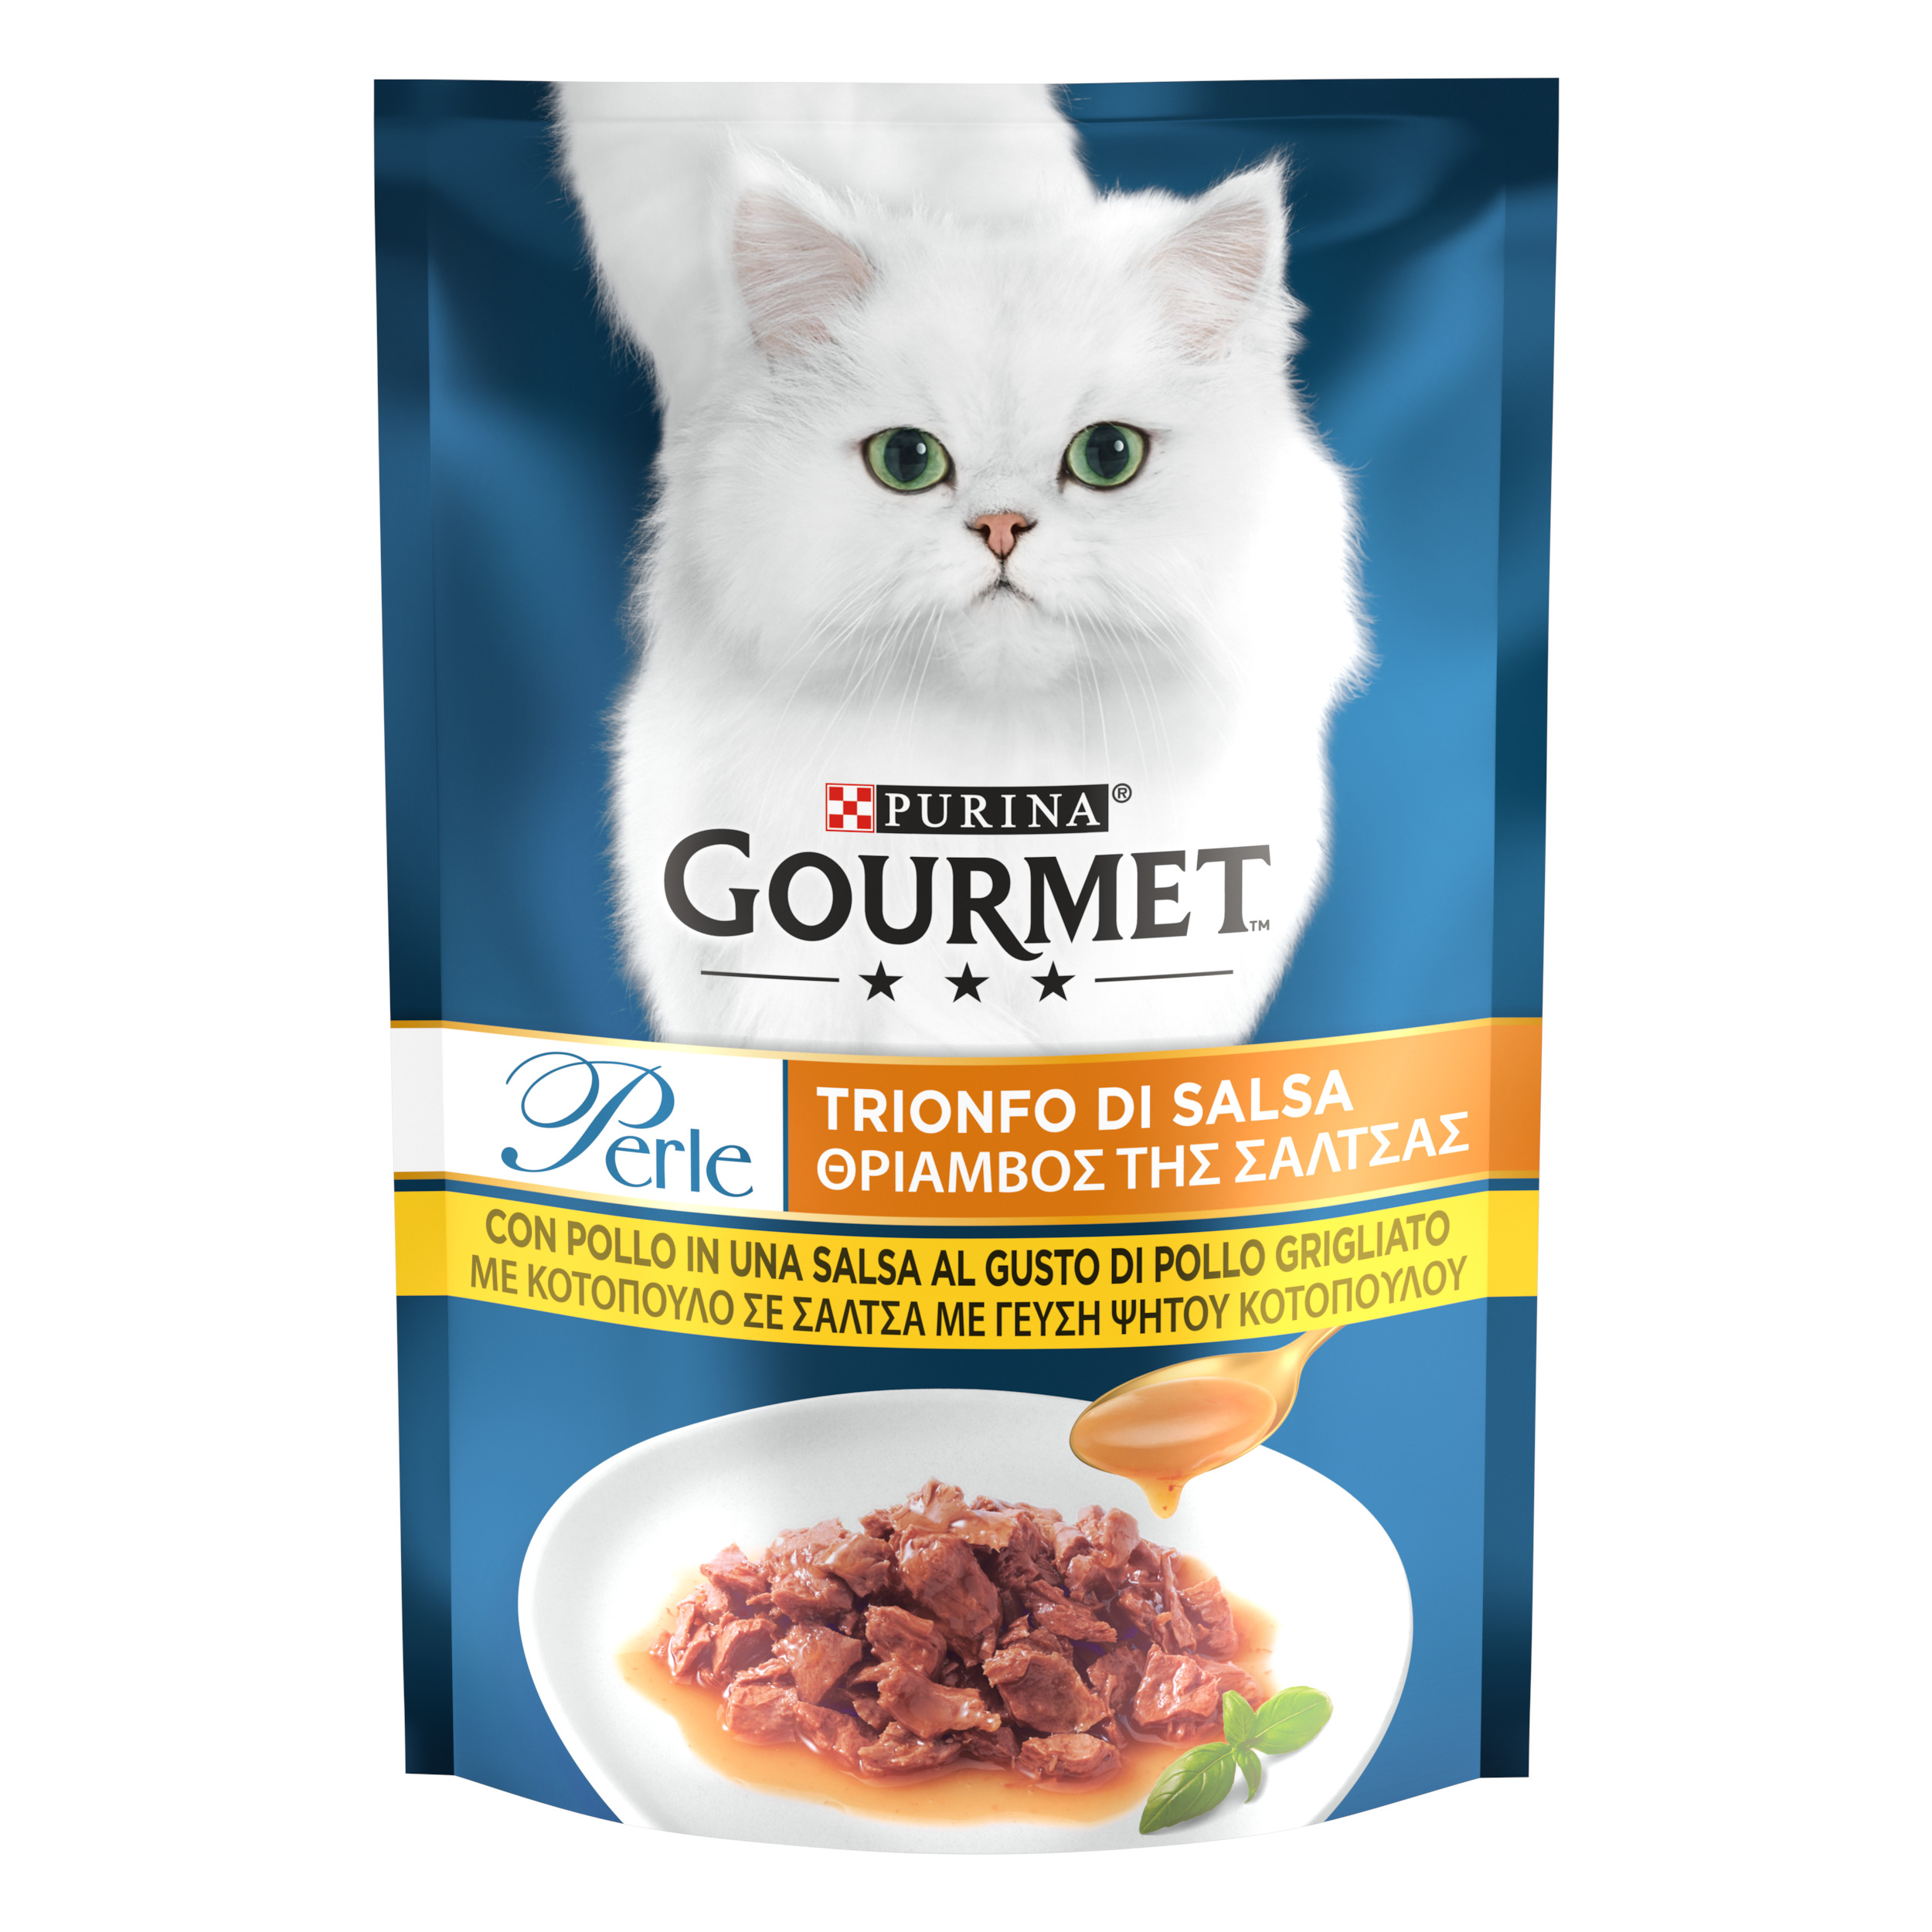 PURINA®
GOURMET™
Perle
TRIONFO DI SALSA
ΘΡΙΑΜΒΟΣ ΤΗΣ ΣΑΛΤΣΑΣ
CON POLLO IN UNA SALSA AL GUSTO DI POLLO GRIGLIATO
ΜΕ ΚΟΤΟΠΟΥΛΟ ΣΕ ΣΑΛΤΣΑ ΜΕ ΓΕΥΣΗ ΨΗΤΟΥ ΚΟΤΟΠΟΥΛΟΥ